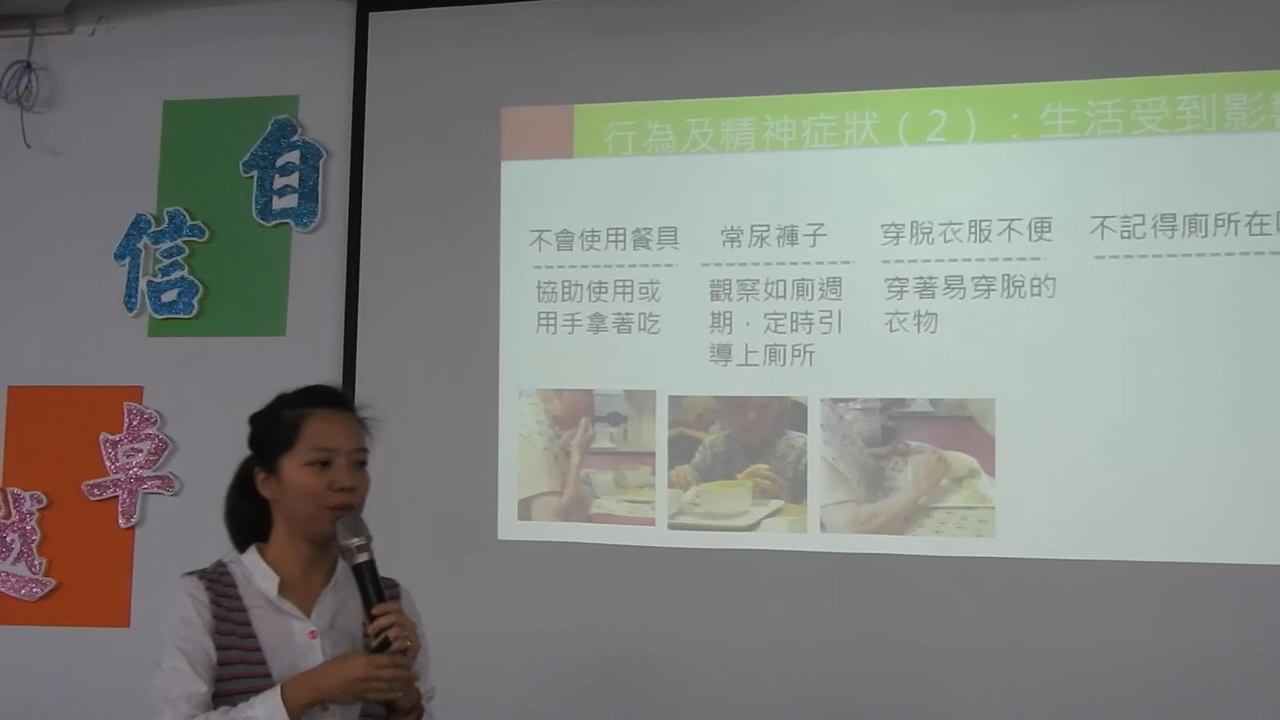 自信
卓越
行為及精神症狀（2）：生活受到影
不會使用餐具
協助使用或
用手拿著吃
常尿褲子
觀察如廁週
期，定時引
導上廁所
穿脫衣服不便
穿著易穿脫的
衣物
不記得廁所在